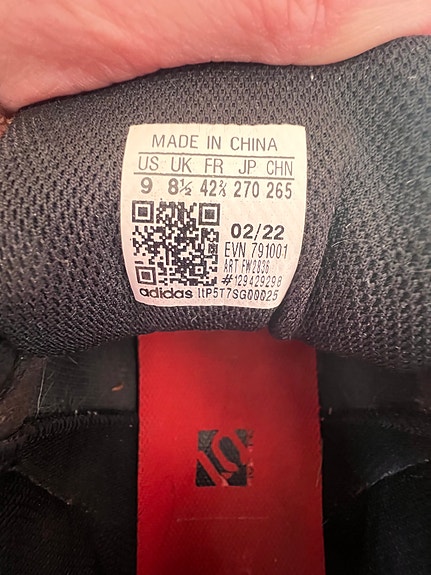 MADE IN CHINA
US UK FR JP CHN
9 8½ 42⅔ 270 265
02/22
EVN 791001
ART FW2836
#129429298
adidas 1tP5T7SG00025